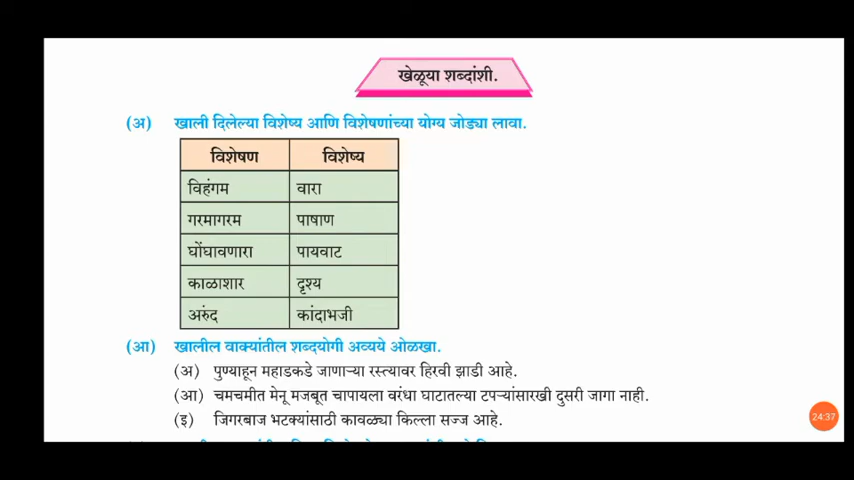 खेळूया शब्दांशी.
(अ) खाली दिलेल्या विशेष्य आणि विशेषणांच्या योग्य जोड्या लावा.
विशेषण विशेष्य
विहंगम वारा
गरमागरम पाषाण
घोंघावणारा पायवाट
काळाशार दृश्य
अरुंद कांदाभजी
(आ) खालील वाक्यांतील शब्दयोगी अव्यये ओळखा.
(अ) पुण्याहून महाडकडे जाणाऱ्या रस्त्यावर हिरवी झाडी आहे.
(आ) चमचमीत मेनू मजबूत चापायला वरंधा घाटातल्या टपऱ्यांसारखी दुसरी जागा नाही.
(इ) जिगरबाज भटक्यांसाठी कावळ्या किल्ला सज्ज आहे.
24:37